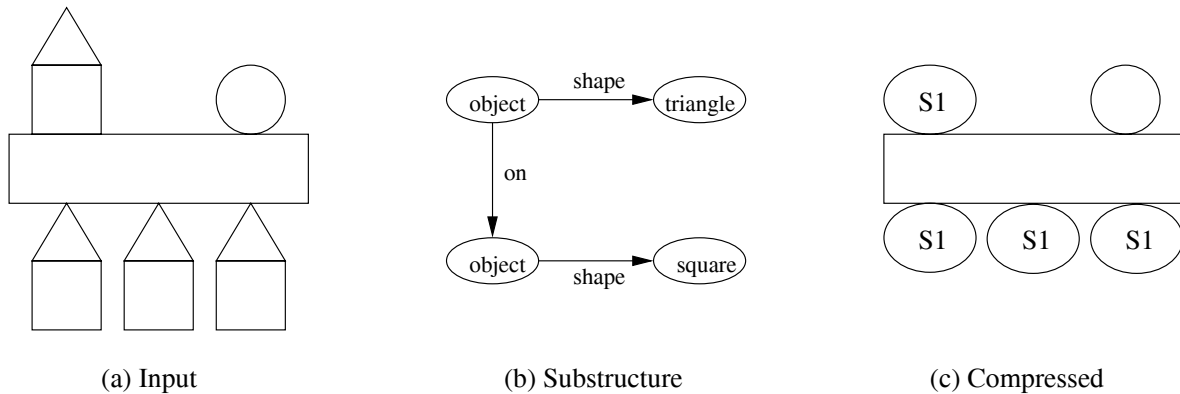 shape
object triangle
on
object square
shape
S1
S1 S1 S1
(a) Input (b) Substructure (c) Compressed